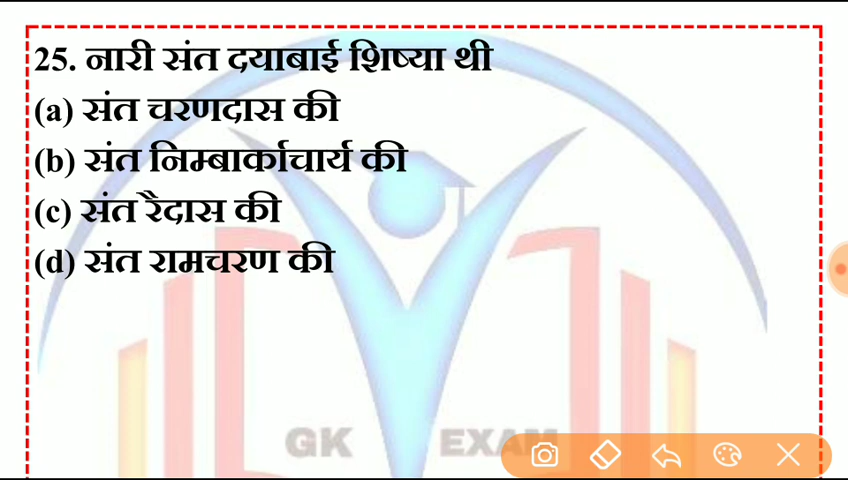 25. नारी संत दयाबाई शिष्या थी
(a) संत चरणदास की
(b) संत निम्बार्काचार्य की
(c) संत रैदास की
(d) संत रामचरण की
GK EXAM